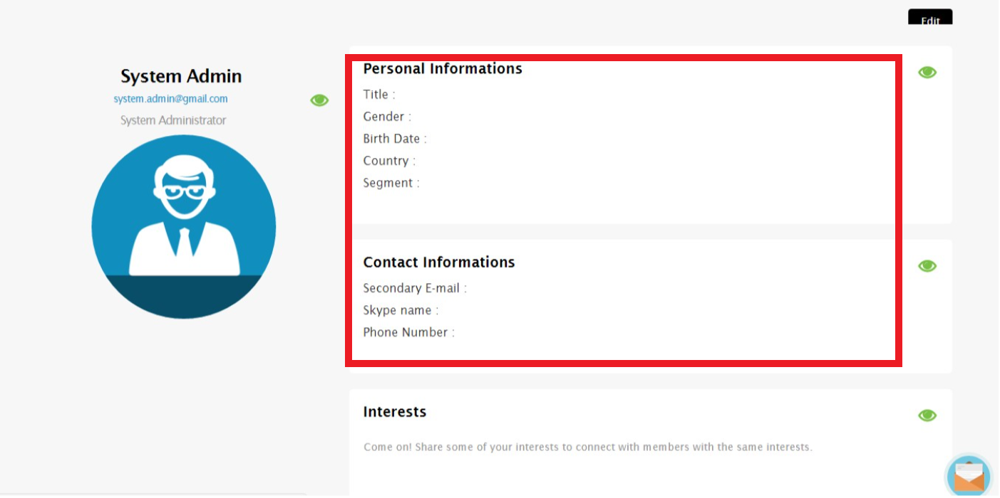 Edit
System Admin
system.admin@gmail.com
System Administrator
Personal Informations
Title :
Gender :
Birth Date :
Country :
Segment :
Contact Informations
Secondary E-mail :
Skype name :
Phone Number :
Interests
Come on! Share some of your interests to connect with members with the same interests.